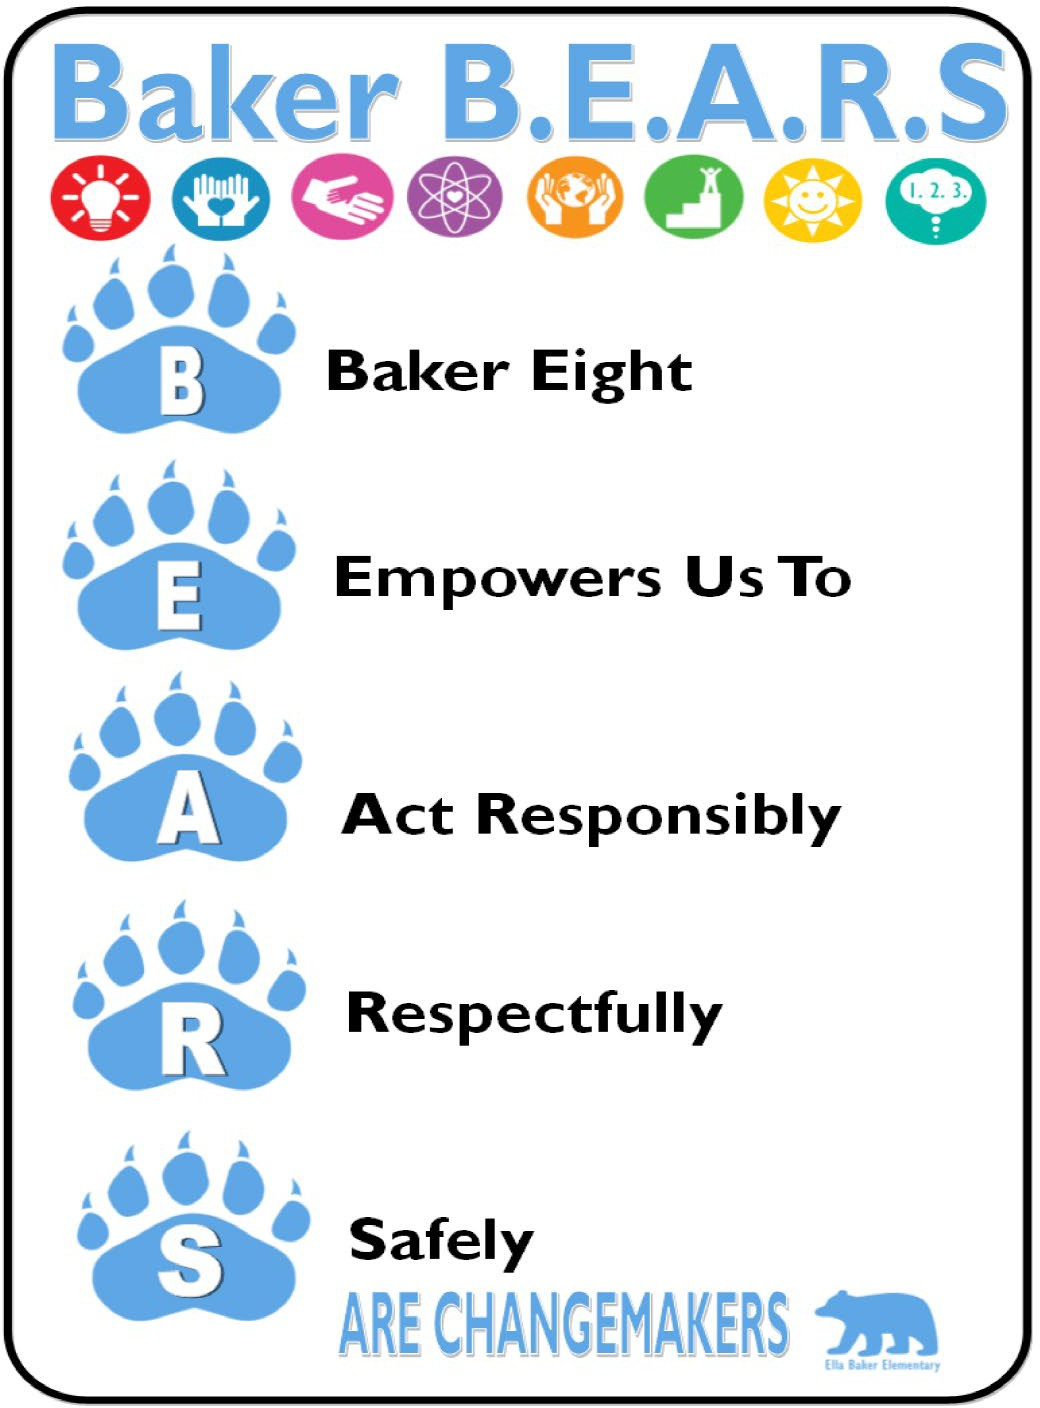 Baker B.E.A.R.S
1. 2. 3.
B Baker Eight
E Empowers Us To
A Act Responsibly
R Respectfully
S Safely
ARE CHANGEMAKERS
Ella Baker Elementary